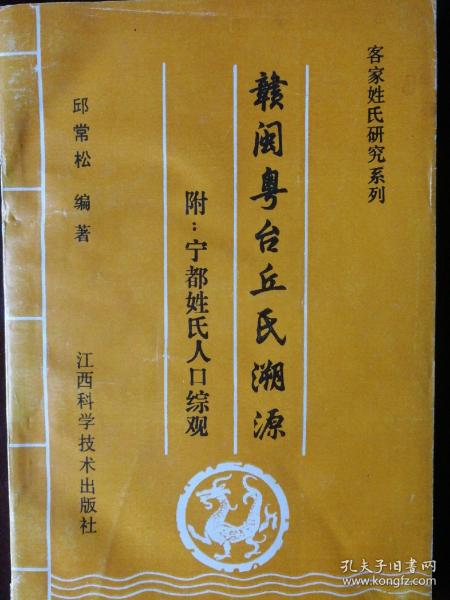 客家姓氏研究系列
赣闽粤台丘氏溯源
附：宁都姓氏人口综观
邱常松 编著
江西科学技术出版社
孔夫子旧书网
www.kongfz.com